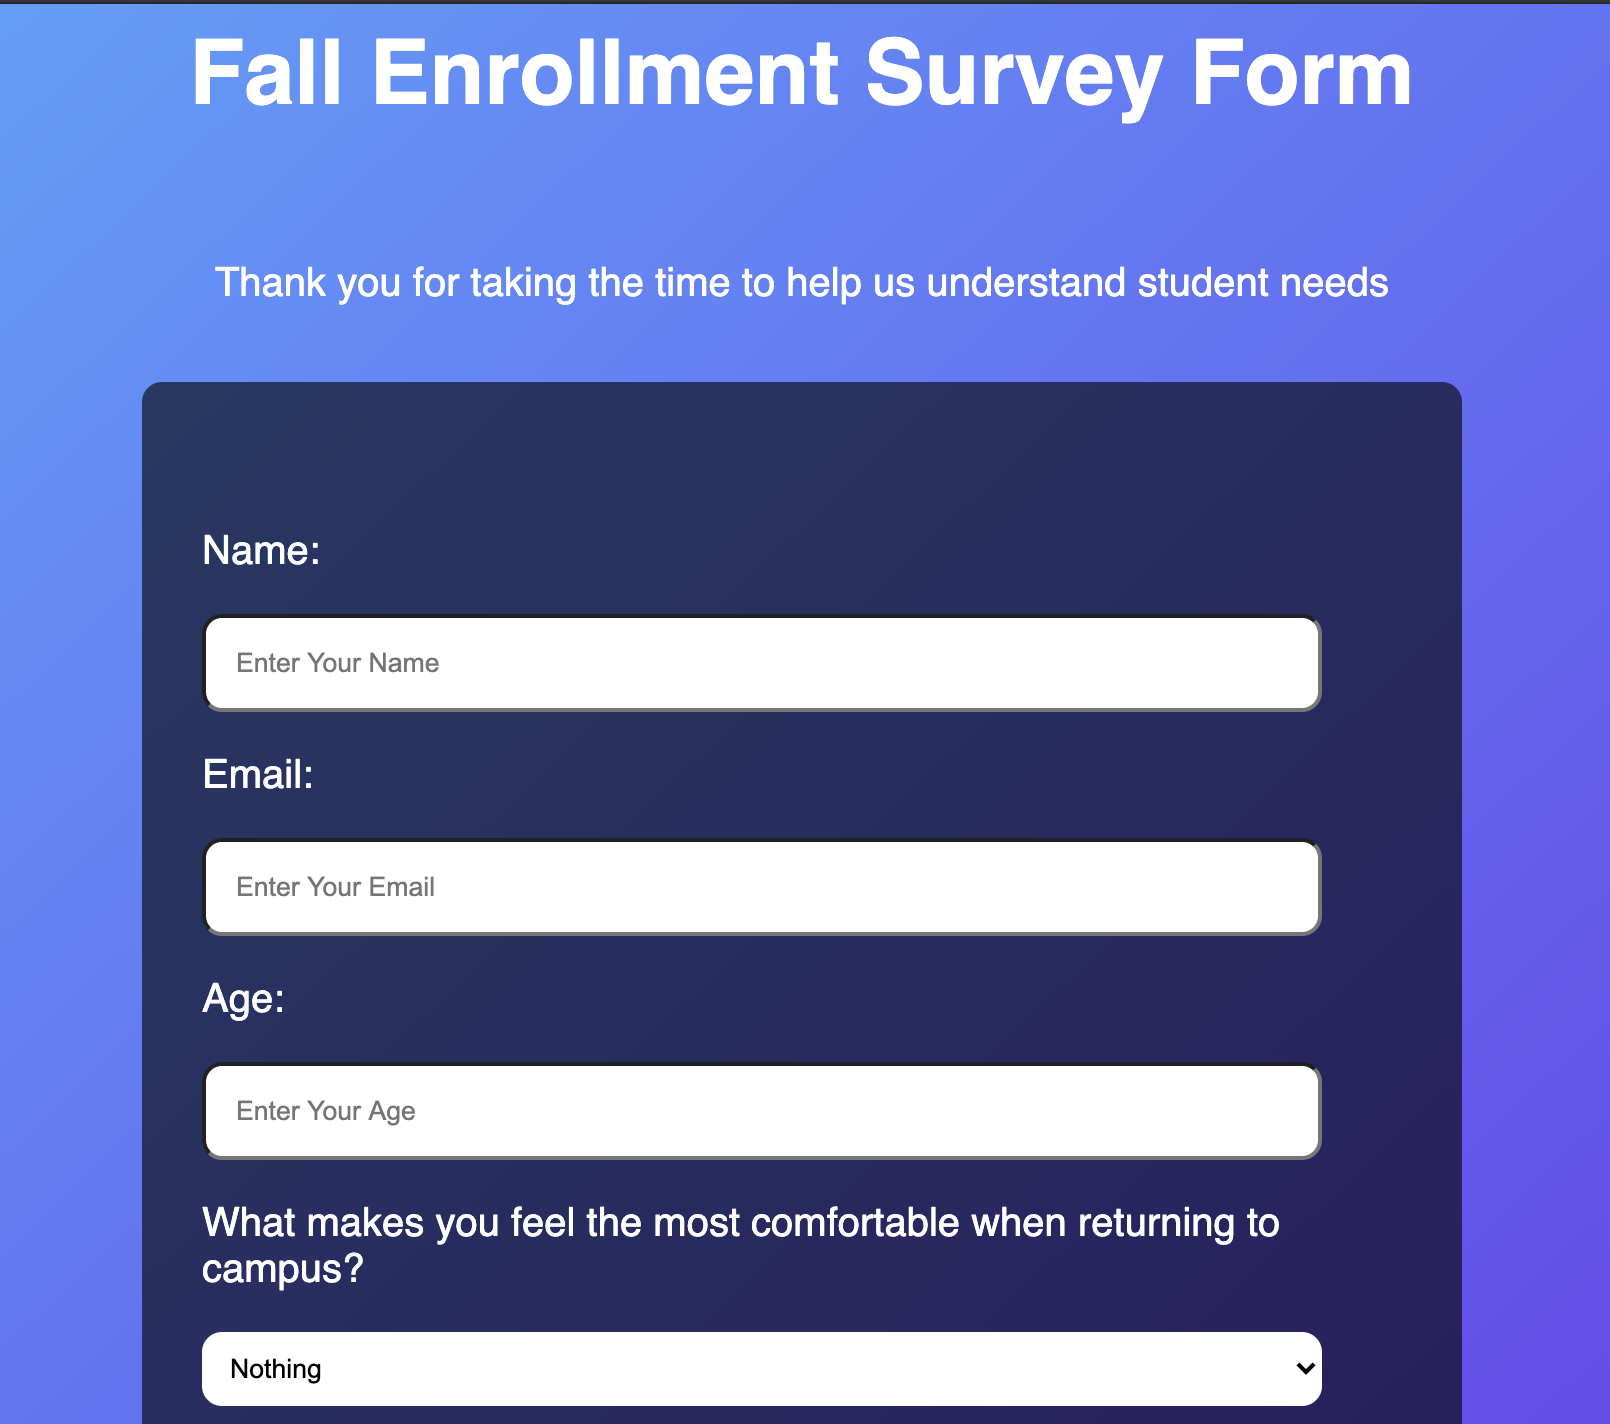 Fall Enrollment Survey Form
Thank you for taking the time to help us understand student needs
Name:
Enter Your Name
Email:
Enter Your Email
Age:
Enter Your Age
What makes you feel the most comfortable when returning to
campus?
Nothing